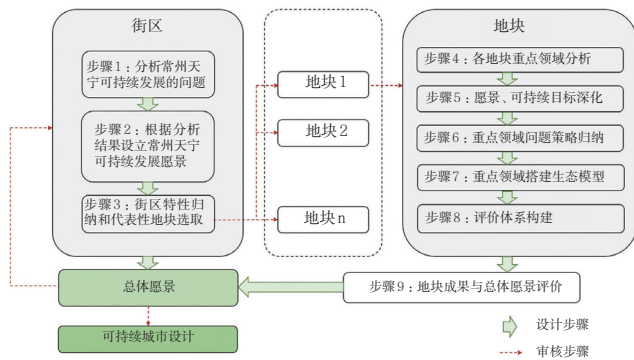 街区
步骤1：分析常州天
宁可持续发展的问题
步骤2：根据分析
结果设立常州天宁
可持续发展愿景
步骤3：街区特性归
纳和代表性地块选取
地块1
地块2
地块n
地块
步骤4：各地块重点领域分析
步骤5：愿景、可持续目标深化
步骤6：重点领域问题策略归纳
步骤7：重点领域搭建生态模型
步骤8：评价体系构建
步骤9：地块成果与总体愿景评价
总体愿景
可持续城市设计
设计步骤
审核步骤